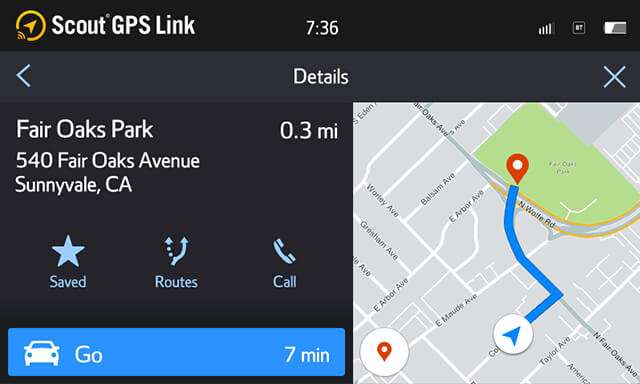 Scout® GPS Link
7:36
BT
Details
Fair Oaks Park
0.3 mi
540 Fair Oaks Avenue
Sunnyvale, CA
Saved
Routes
Call
Go
7 min
S Eden
Fair Oaks Ave
Fair Oaks
Park
Worley Ave
Balsam Ave
E Arbor Ave
N Wolfe Rd
Gresham Ave
E Arbor Ave
E Maude Ave
Taylor Ave
N Fair Oaks Ave